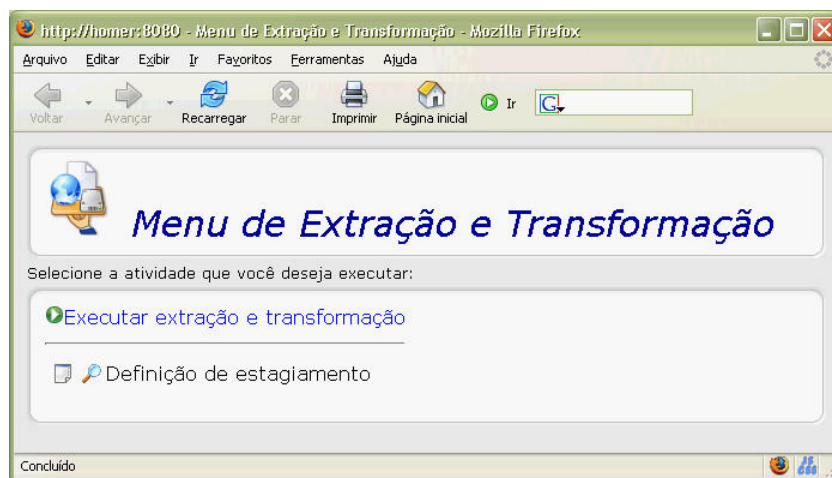 http://homer:8080 - Menu de Extração e Transformação - Mozilla Firefox
Arquivo Editar Exibir Ir Favoritos Ferramentas Ajuda
Voltar Avançar Recarregar Parar Imprimir Página inicial Ir G
Menu de Extração e Transformação
Selecione a atividade que você deseja executar:
Executar extração e transformação
Definição de estagiamento
Concluído JS CSS